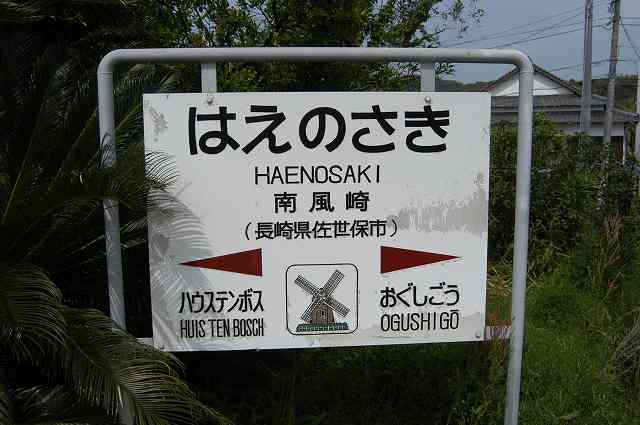 はえのさき
HAENOSAKI
南風崎
(長崎県佐世保市)
ハウステンボス おぐしごう
HUIS TEN BOSCH OGUSHIGŌ